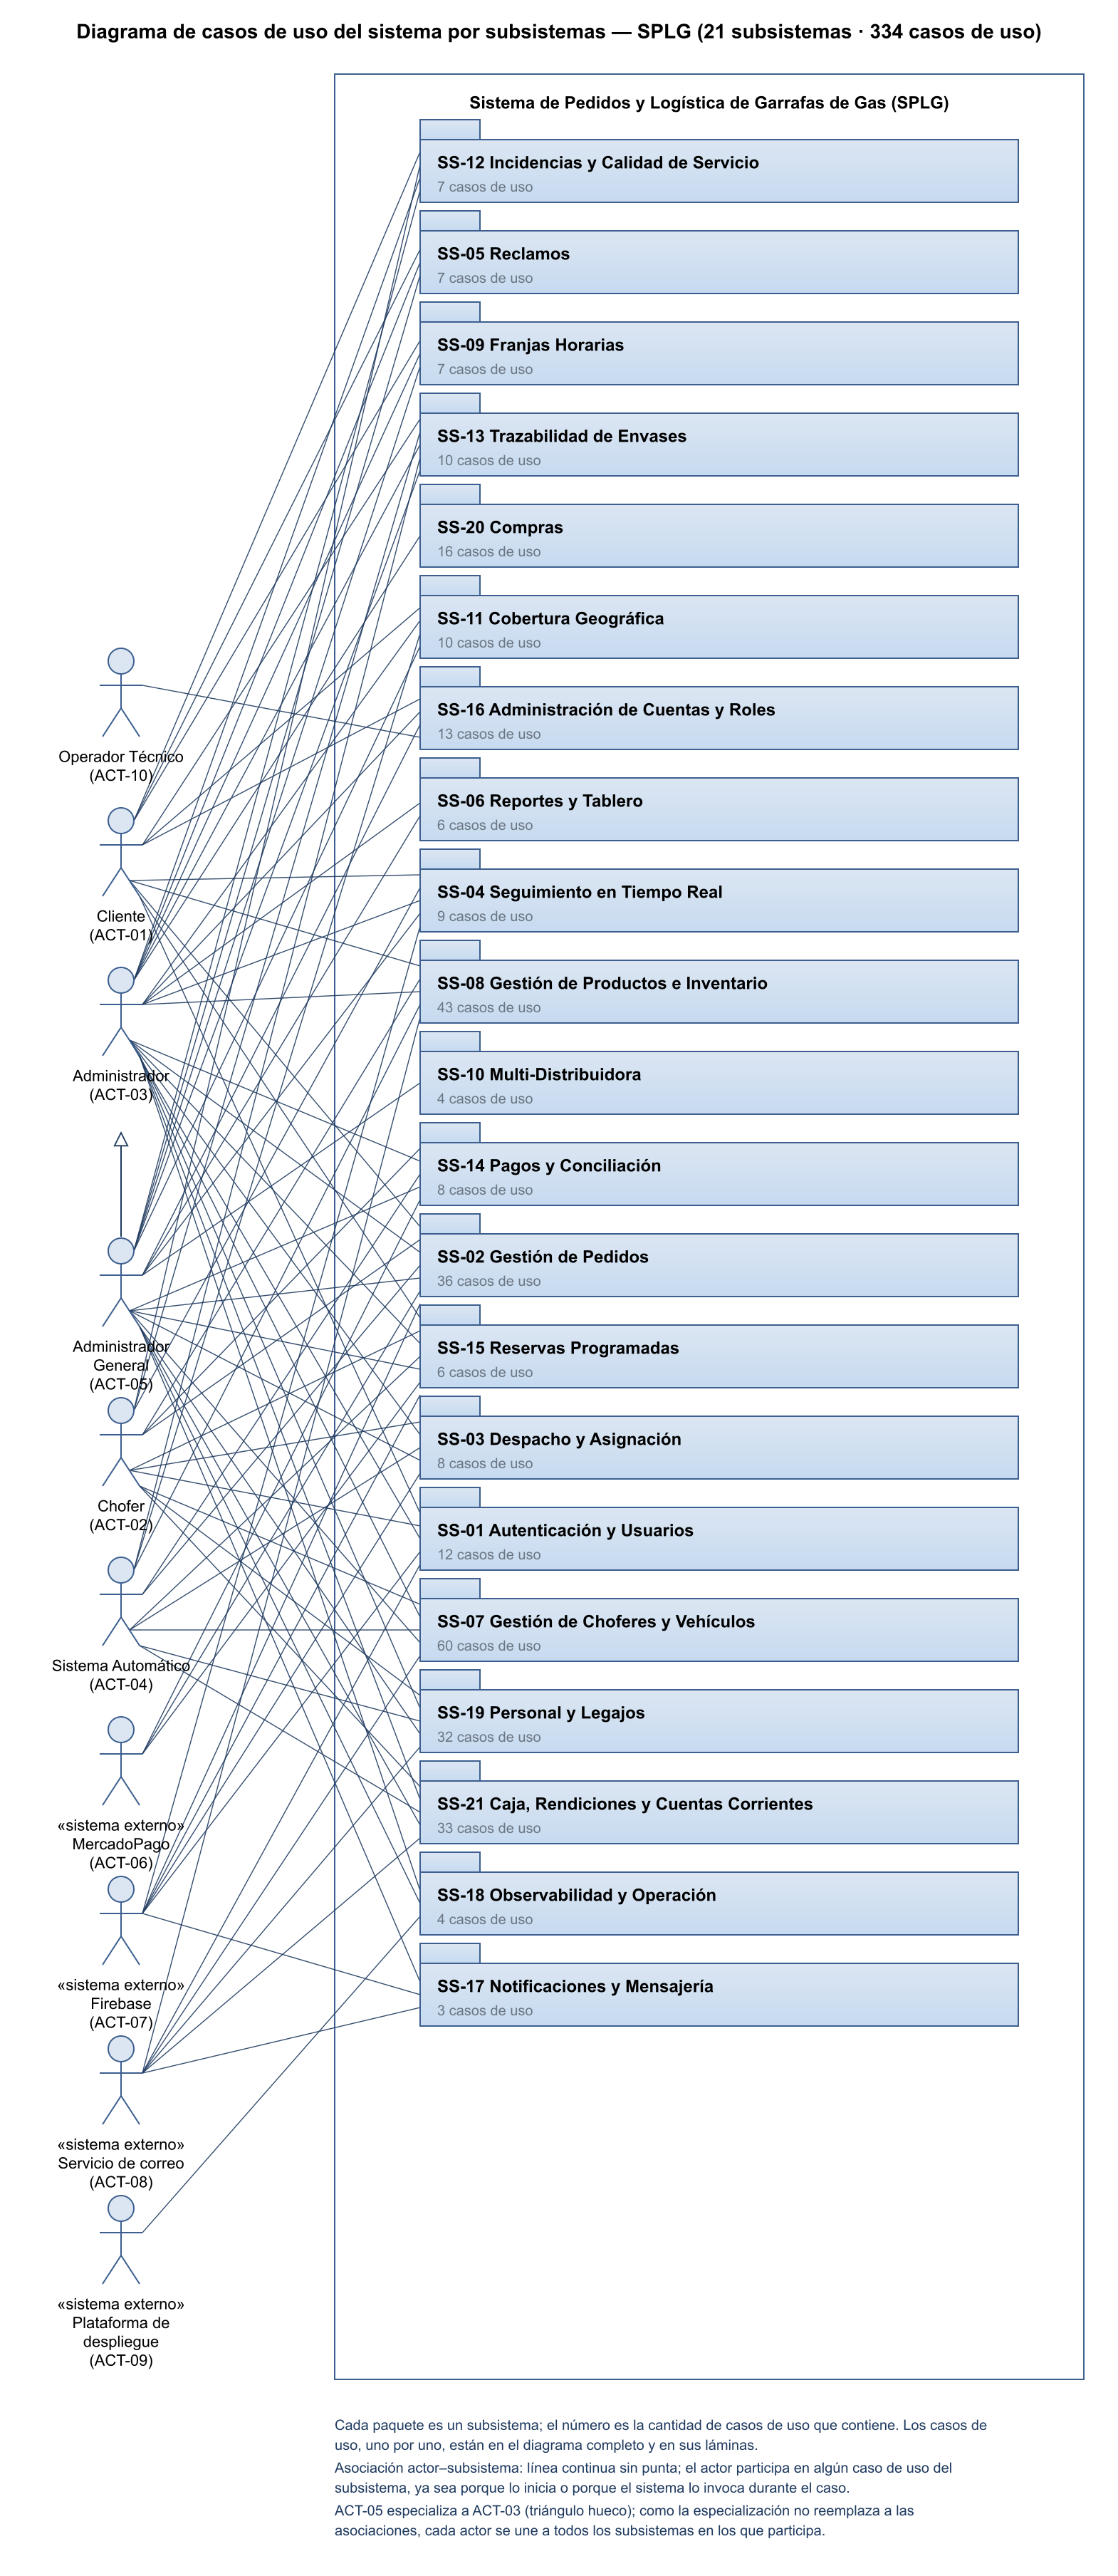 Diagrama de casos de uso del sistema por subsistemas — SPLG (21 subsistemas · 334 casos de uso)
Sistema de Pedidos y Logística de Garrafas de Gas (SPLG)
SS-12 Incidencias y Calidad de Servicio
7 casos de uso
SS-05 Reclamos
7 casos de uso
SS-09 Franjas Horarias
7 casos de uso
SS-13 Trazabilidad de Envases
10 casos de uso
SS-20 Compras
16 casos de uso
SS-11 Cobertura Geográfica
10 casos de uso
SS-16 Administración de Cuentas y Roles
13 casos de uso
SS-06 Reportes y Tablero
6 casos de uso
SS-04 Seguimiento en Tiempo Real
9 casos de uso
SS-08 Gestión de Productos e Inventario
43 casos de uso
SS-10 Multi-Distribuidora
4 casos de uso
SS-14 Pagos y Conciliación
8 casos de uso
SS-02 Gestión de Pedidos
36 casos de uso
SS-15 Reservas Programadas
6 casos de uso
SS-03 Despacho y Asignación
8 casos de uso
SS-01 Autenticación y Usuarios
12 casos de uso
SS-07 Gestión de Choferes y Vehículos
60 casos de uso
SS-19 Personal y Legajos
32 casos de uso
SS-21 Caja, Rendiciones y Cuentas Corrientes
33 casos de uso
SS-18 Observabilidad y Operación
4 casos de uso
SS-17 Notificaciones y Mensajería
3 casos de uso
Operador Técnico
(ACT-10)
Cliente
(ACT-01)
Administrador
(ACT-03)
Administrador
General
(ACT-05)
Chofer
(ACT-02)
Sistema Automático
(ACT-04)
«sistema externo»
MercadoPago
(ACT-06)
«sistema externo»
Firebase
(ACT-07)
«sistema externo»
Servicio de correo
(ACT-08)
«sistema externo»
Plataforma de
despliegue
(ACT-09)
Cada paquete es un subsistema; el número es la cantidad de casos de uso que contiene. Los casos de
uso, uno por uno, están en el diagrama completo y en sus láminas.
Asociación actor–subsistema: línea continua sin punta; el actor participa en algún caso de uso del
subsistema, ya sea porque lo inicia o porque el sistema lo invoca durante el caso.
ACT-05 especializa a ACT-03 (triángulo hueco); como la especialización no reemplaza a las
asociaciones, cada actor se une a todos los subsistemas en los que participa.